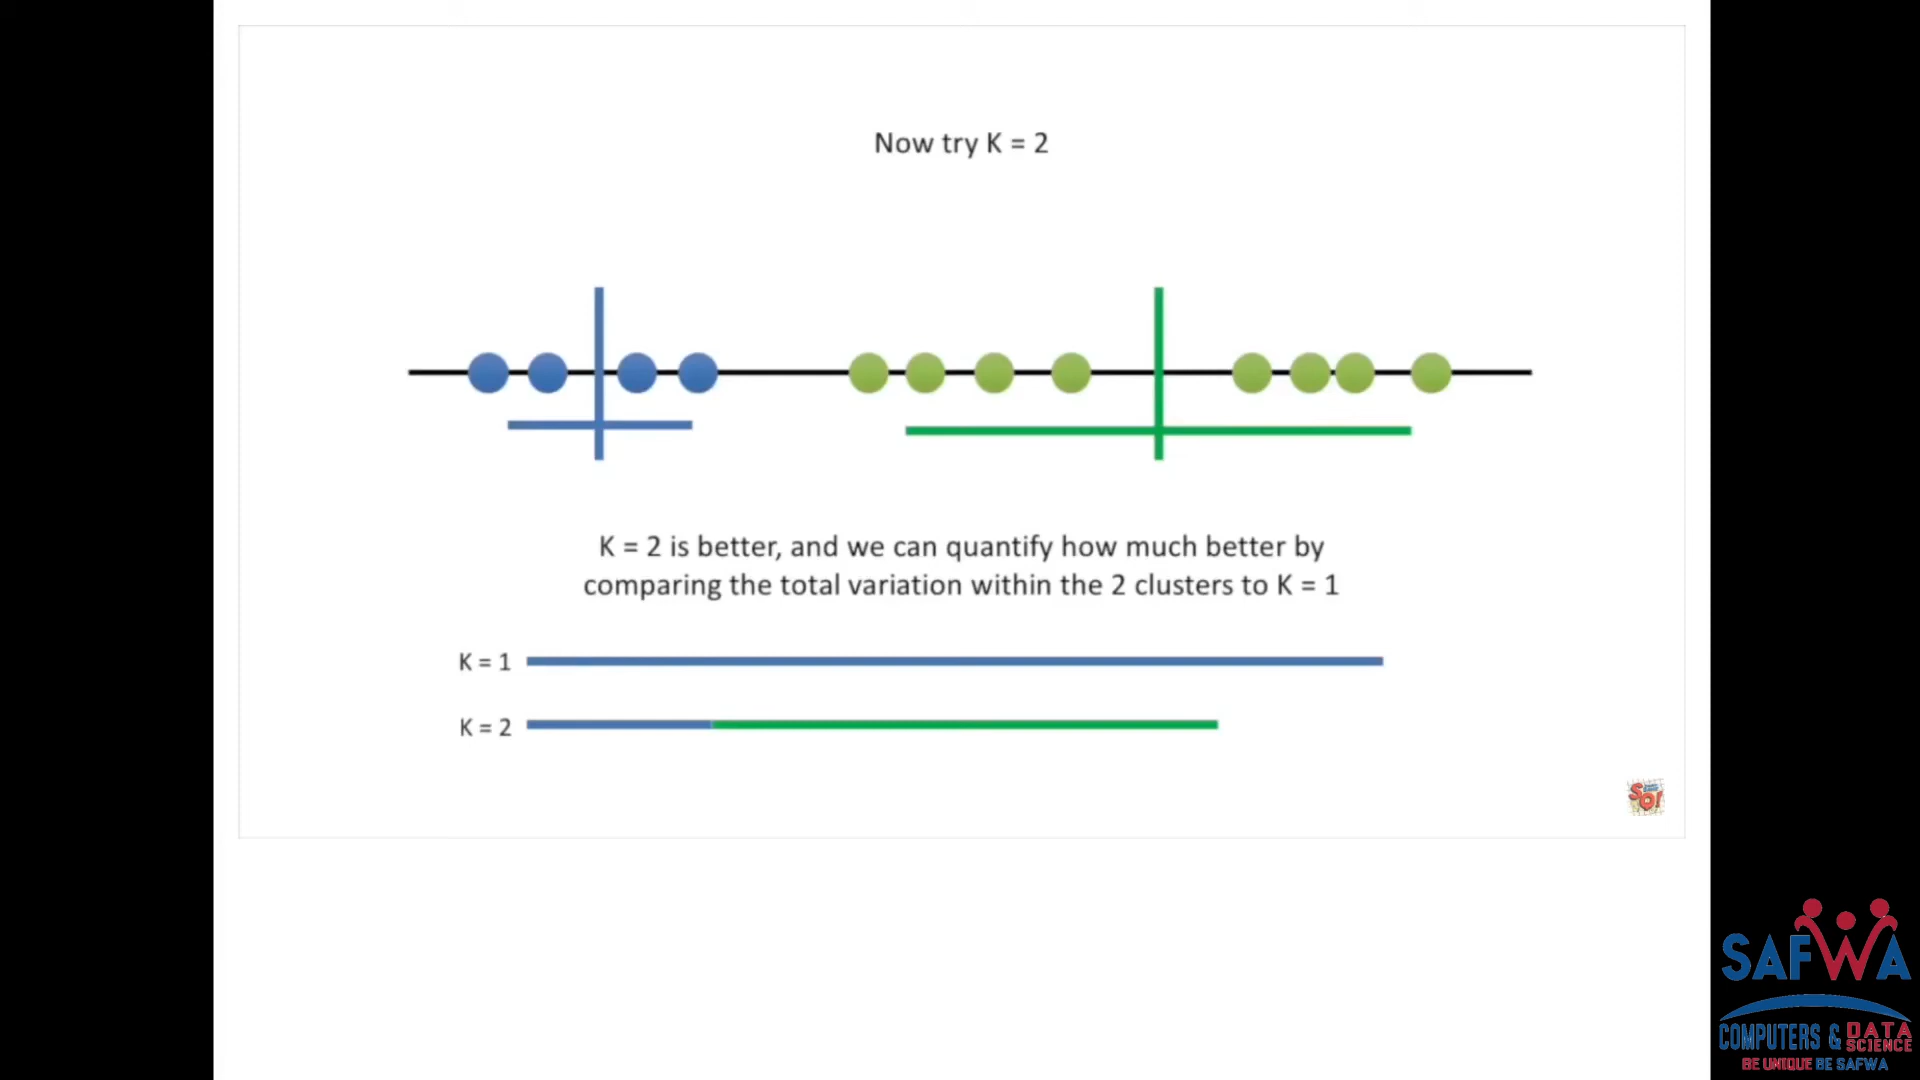 Now try K = 2
K = 2 is better, and we can quantify how much better by
comparing the total variation within the 2 clusters to K = 1
K = 1
K = 2
SQ!
SAFWA
COMPUTERS & DATA SCIENCE
BE UNIQUE BE SAFWA